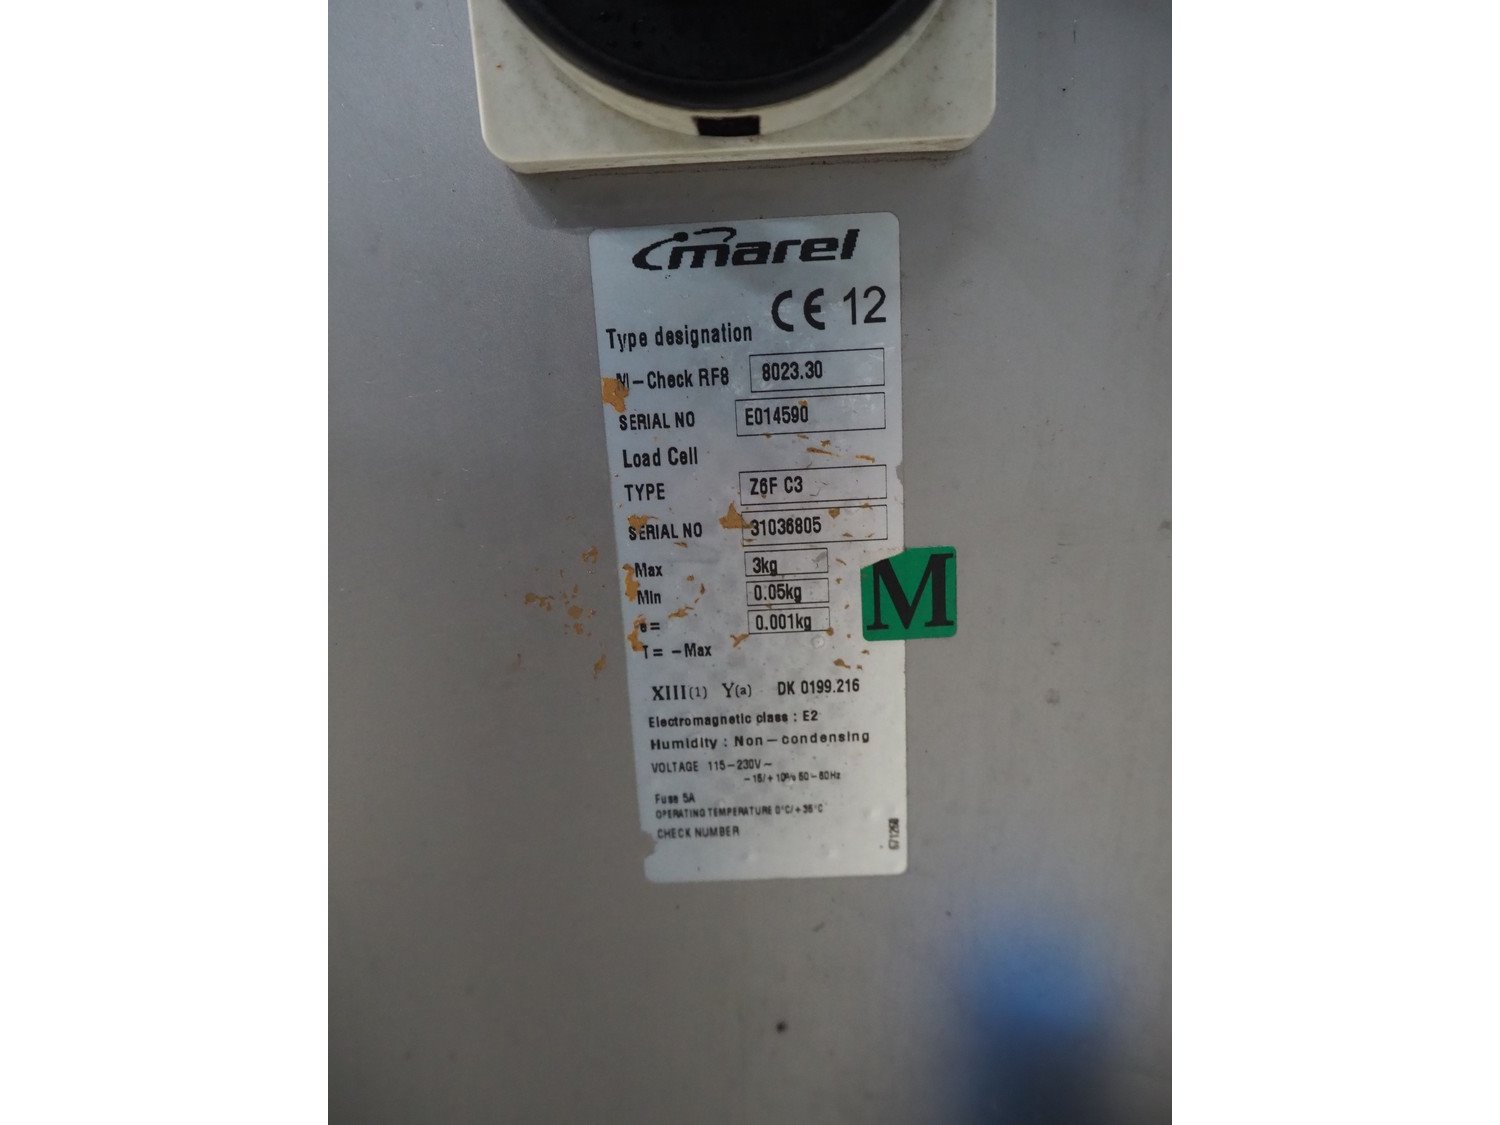 marel
CE 12
Type designation
M-Check RF8 8023.30
SERIAL NO E014590
Load Cell
TYPE Z6F C3
SERIAL NO 31036805
Max 3kg
Min 0.05kg
e= 0.001kg
M
T= -Max
XIII(1) Y(a) DK 0199.216
Electromagnetic class : E2
Humidity : Non-condensing
VOLTAGE 115-230V~
-15/+10% 50-60Hz
Fuse 5A
OPERATING TEMPERATURE 0°C/+35°C
CHECK NUMBER